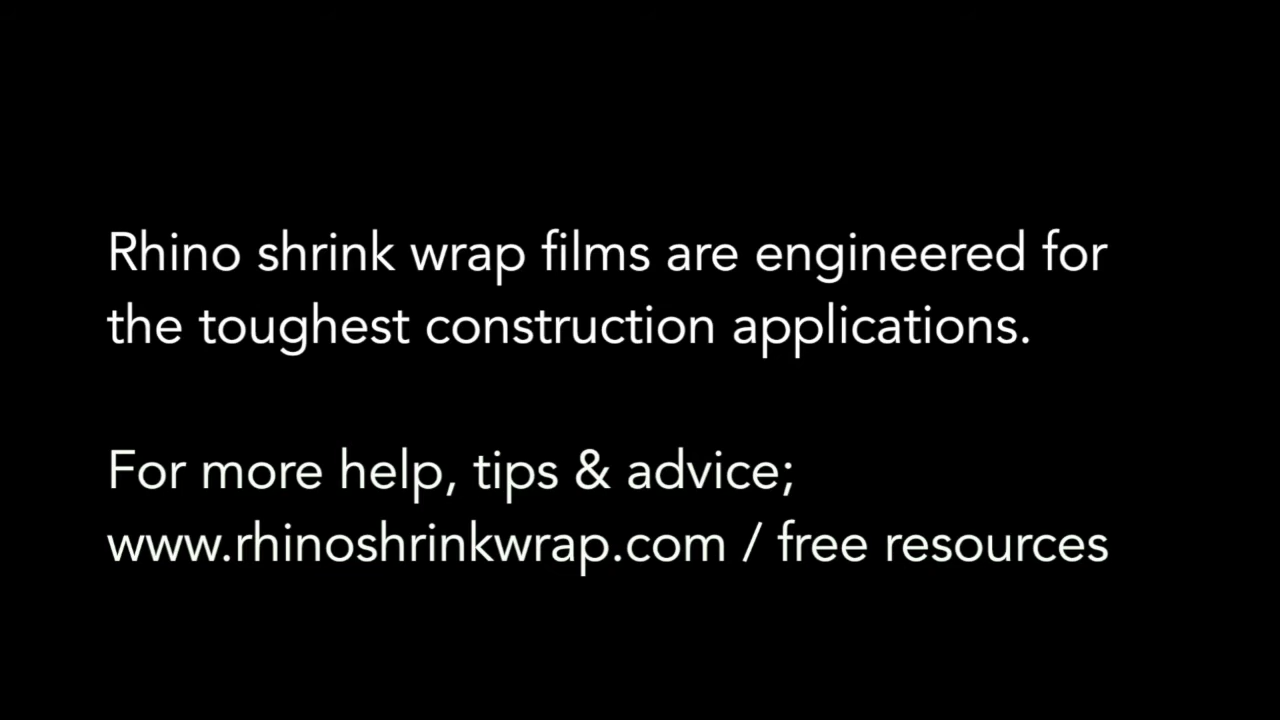 Rhino shrink wrap films are engineered for
the toughest construction applications.
For more help, tips & advice;
www.rhinoshrinkwrap.com / free resources